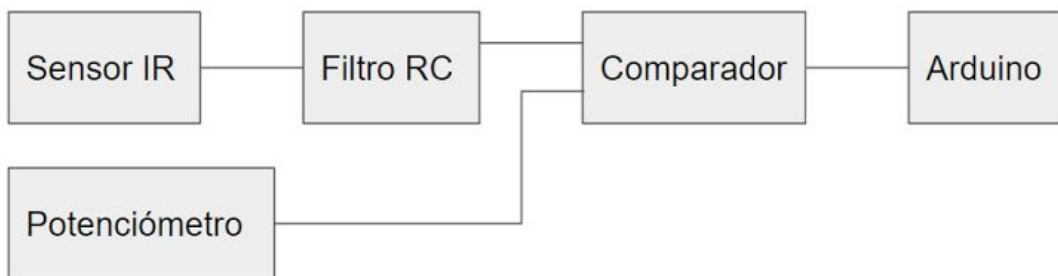 Sensor IR
Filtro RC
Comparador
Arduino
Potenciómetro